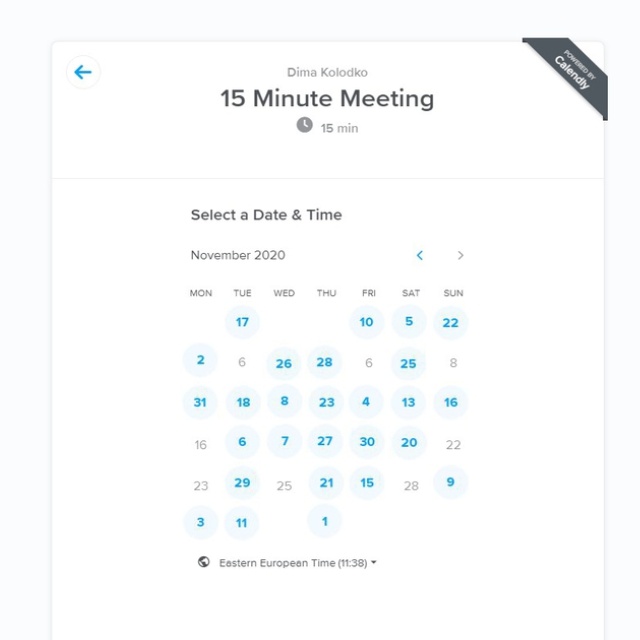 POWERED BY
Calendly
Dima Kolodko
15 Minute Meeting
15 min
Select a Date & Time
November 2020
MON TUE WED THU FRI SAT SUN
17 10 5 22
2 6 26 28 6 25 8
31 18 8 23 4 13 16
16 6 7 27 30 20 22
23 29 25 21 15 28 9
3 11 1
Eastern European Time (11:38)